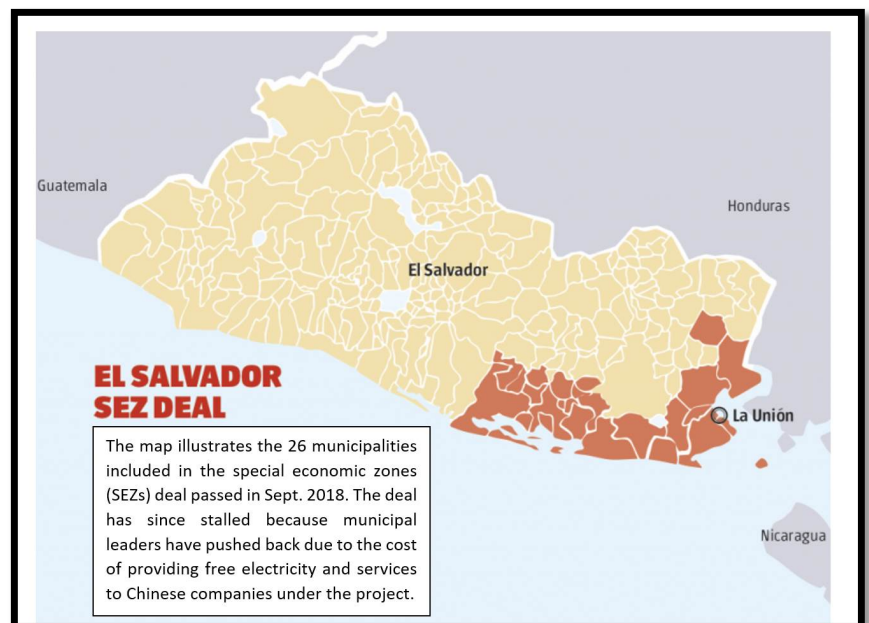 Guatemala
Honduras
El Salvador
EL SALVADOR
SEZ DEAL
La Unión
The map illustrates the 26 municipalities
included in the special economic zones
(SEZs) deal passed in Sept. 2018. The deal
has since stalled because municipal
leaders have pushed back due to the cost
of providing free electricity and services
to Chinese companies under the project.
Nicaragua